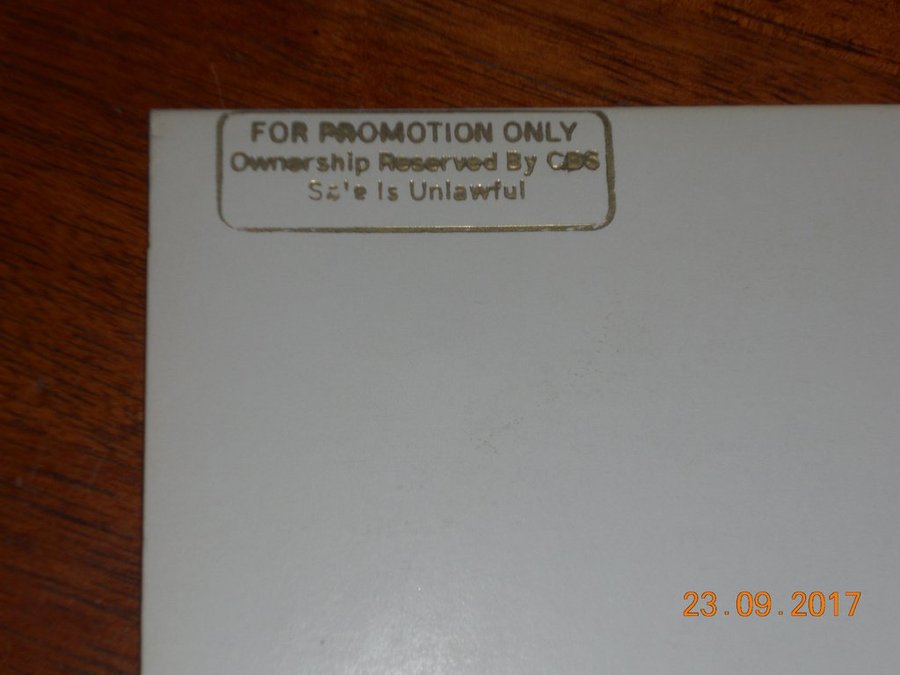 FOR PROMOTION ONLY
Ownership Reserved By CBS
Sale Is Unlawful
23.09.2017